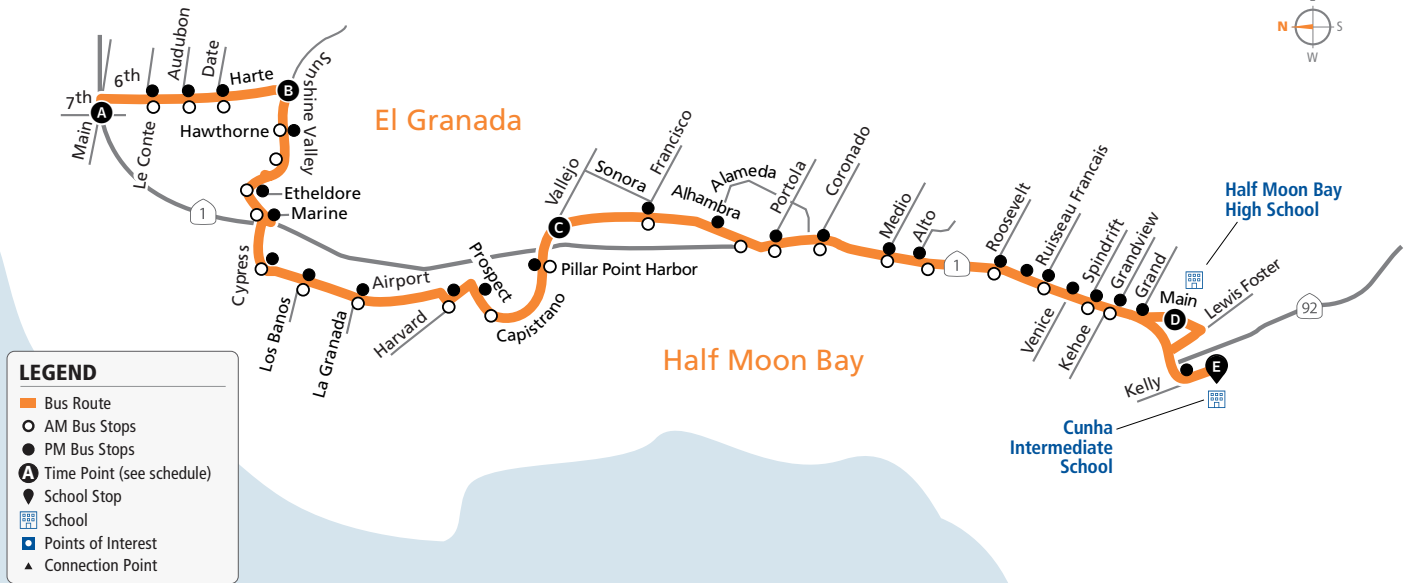 N
S
W
6th
Audubon
Date
Harte
Sunshine Valley
7th
A
B
Main
Le Conte
Hawthorne
El Granada
Etheldore
Marine
1
Cypress
Los Banos
La Granada
Airport
Harvard
Prospect
Capistrano
Pillar Point Harbor
C
Vallejo
Sonora
Francisco
Alhambra
Alameda
Portola
Coronado
Medio
Alto
1
Roosevelt
Ruisseau Francais
Spindrift
Grandview
Grand
Venice
Kehoe
Main
D
Lewis Foster
Half Moon Bay
High School
92
Kelly
E
Half Moon Bay
Cunha
Intermediate
School
LEGEND
Bus Route
AM Bus Stops
PM Bus Stops
A Time Point (see schedule)
School Stop
School
Points of Interest
Connection Point